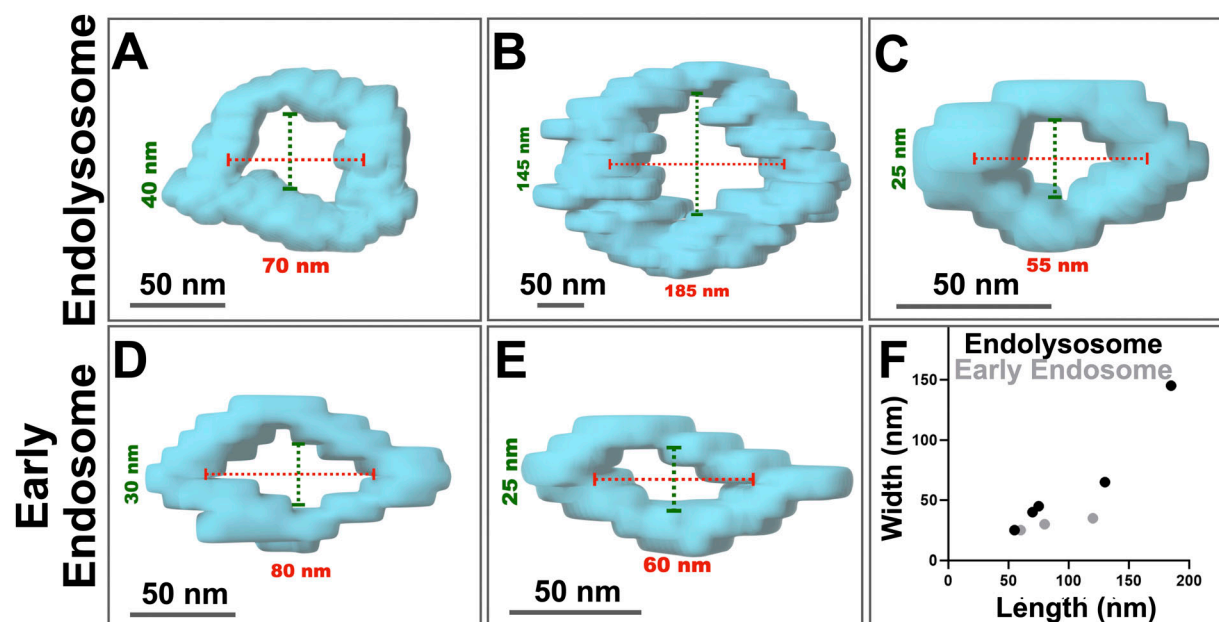 Endolysosome
A
40 nm
70 nm
50 nm
B
145 nm
185 nm
50 nm
C
25 nm
55 nm
50 nm
Early
Endosome
D
30 nm
80 nm
50 nm
E
25 nm
60 nm
50 nm
F
Endolysosome
Early Endosome
Width (nm)
150
100
50
0
0 50 100 150 200
Length (nm)